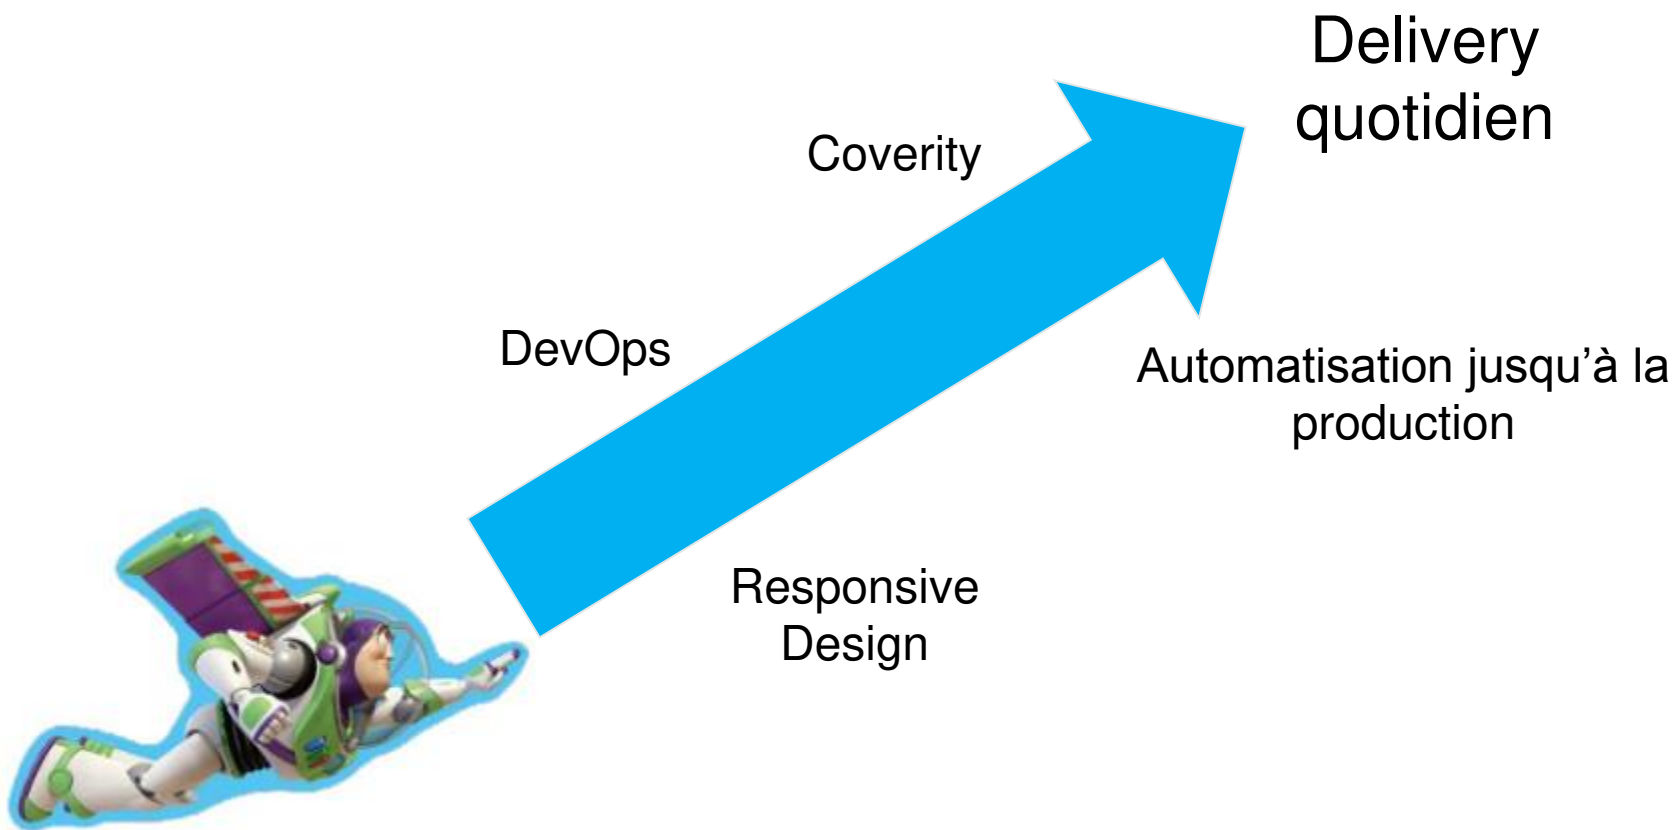 Delivery
quotidien
Coverity
DevOps
Automatisation jusqu’à la
production
Responsive
Design